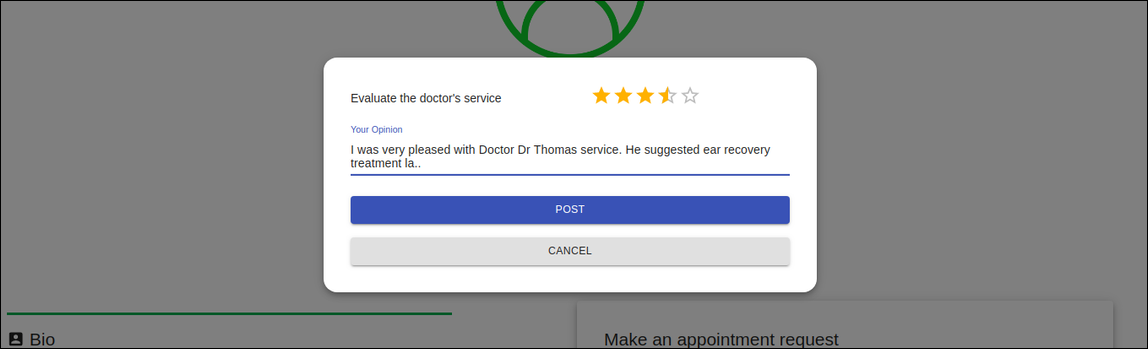 Evaluate the doctor's service
Your Opinion
I was very pleased with Doctor Dr Thomas service. He suggested ear recovery
treatment la..
POST
CANCEL
Bio
Make an appointment request